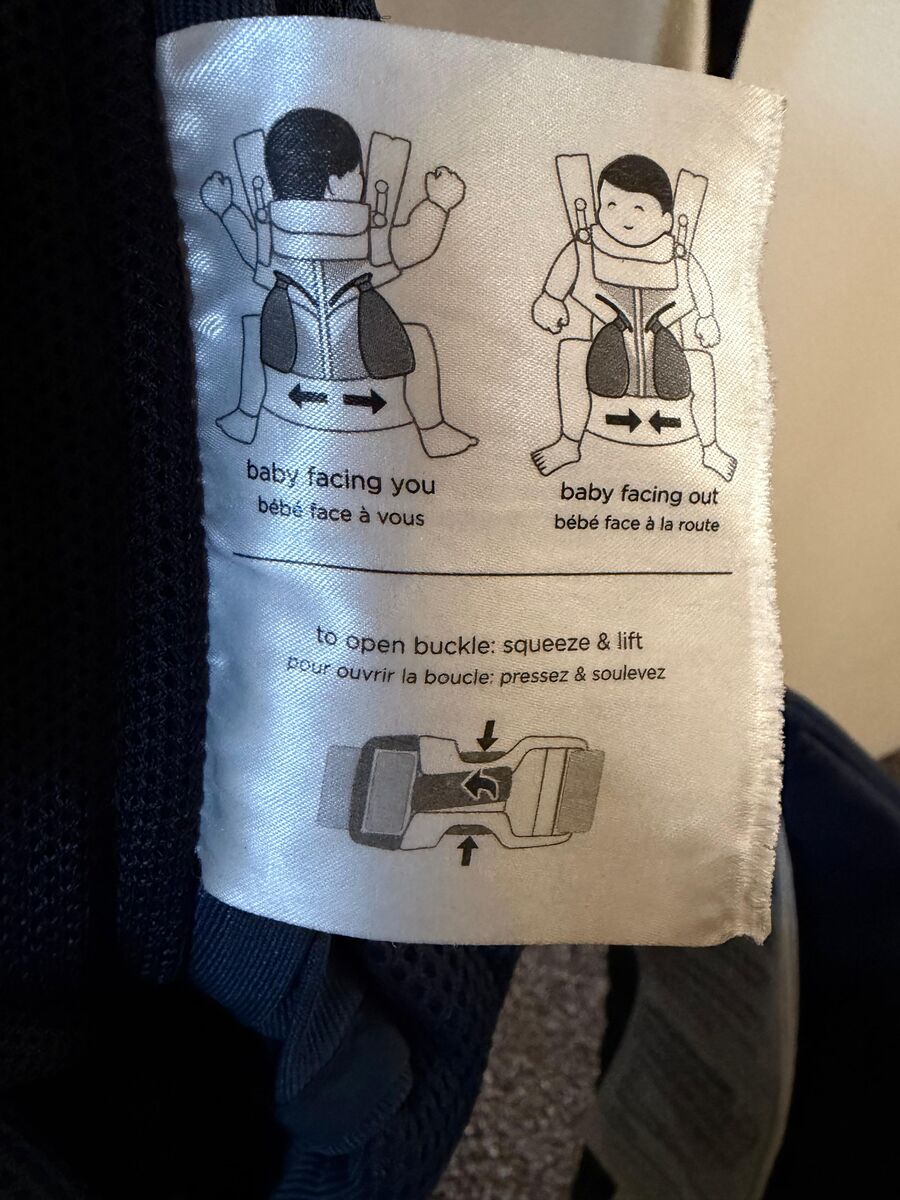 baby facing you
bébé face à vous
baby facing out
bébé face à la route
to open buckle: squeeze & lift
pour ouvrir la boucle: pressez & soulevez